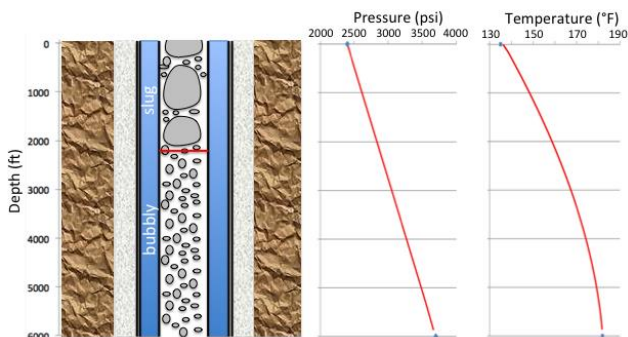 Pressure (psi)
Temperature (°F)
2000 2500 3000 3500 4000
130 150 170 190
Depth (ft)
0
1000
2000
3000
4000
5000
6000
slug
bubbly